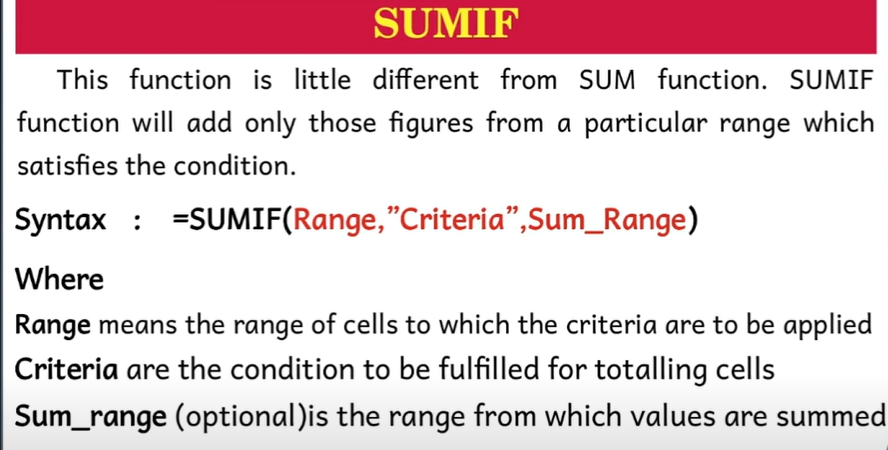 SUMIF
This function is little different from SUM function. SUMIF
function will add only those figures from a particular range which
satisfies the condition.
Syntax : =SUMIF(Range,”Criteria”,Sum_Range)
Where
Range means the range of cells to which the criteria are to be applied
Criteria are the condition to be fulfilled for totalling cells
Sum_range (optional)is the range from which values are summed